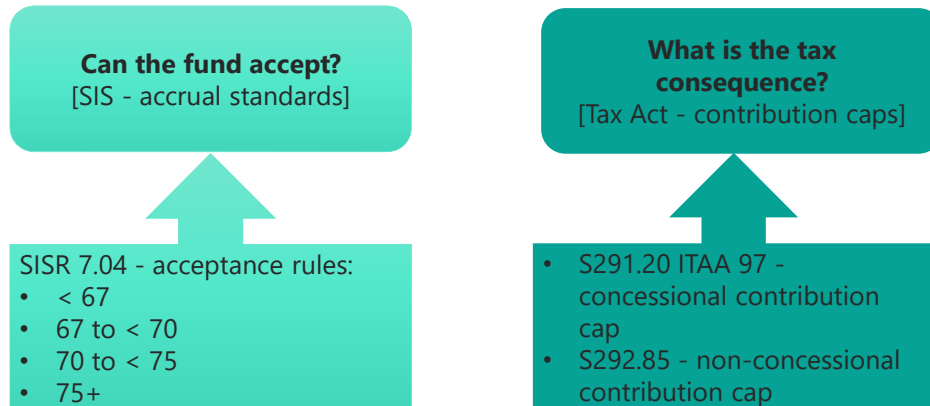 Can the fund accept?
[SIS - accrual standards]
SISR 7.04 - acceptance rules:
• < 67
• 67 to < 70
• 70 to < 75
• 75+
What is the tax
consequence?
[Tax Act - contribution caps]
• S291.20 ITAA 97 -
concessional contribution
cap
• S292.85 - non-concessional
contribution cap